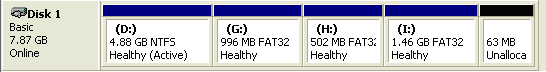 Disk 1
Basic
7.87 GB
Online
(D:)
4.88 GB NTFS
Healthy (Active)
(G:)
996 MB FAT32
Healthy
(H:)
502 MB FAT32
Healthy
(I:)
1.46 GB FAT32
Healthy
63 MB
Unalloca